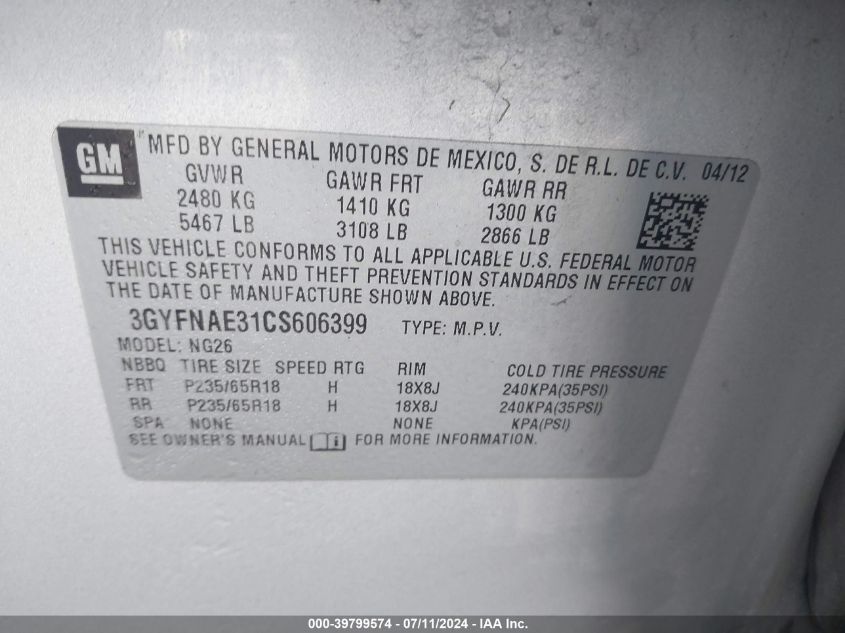 GM
MFD BY GENERAL MOTORS DE MEXICO, S. DE R.L. DE C.V. 04/12
GVWR GAWR FRT GAWR RR
2480 KG 1410 KG 1300 KG
5467 LB 3108 LB 2866 LB
THIS VEHICLE CONFORMS TO ALL APPLICABLE U.S. FEDERAL MOTOR
VEHICLE SAFETY AND THEFT PREVENTION STANDARDS IN EFFECT ON
THE DATE OF MANUFACTURE SHOWN ABOVE.
3GYFNAE31CS606399 TYPE: M.P.V.
MODEL: NG26
NBBQ TIRE SIZE SPEED RTG RIM COLD TIRE PRESSURE
FRT P235/65R18 H 18X8J 240KPA(35PSI)
RR P235/65R18 H 18X8J 240KPA(35PSI)
SPA NONE NONE KPA(PSI)
SEE OWNER'S MANUAL FOR MORE INFORMATION.
000-39799574 - 07/11/2024 - IAA Inc.